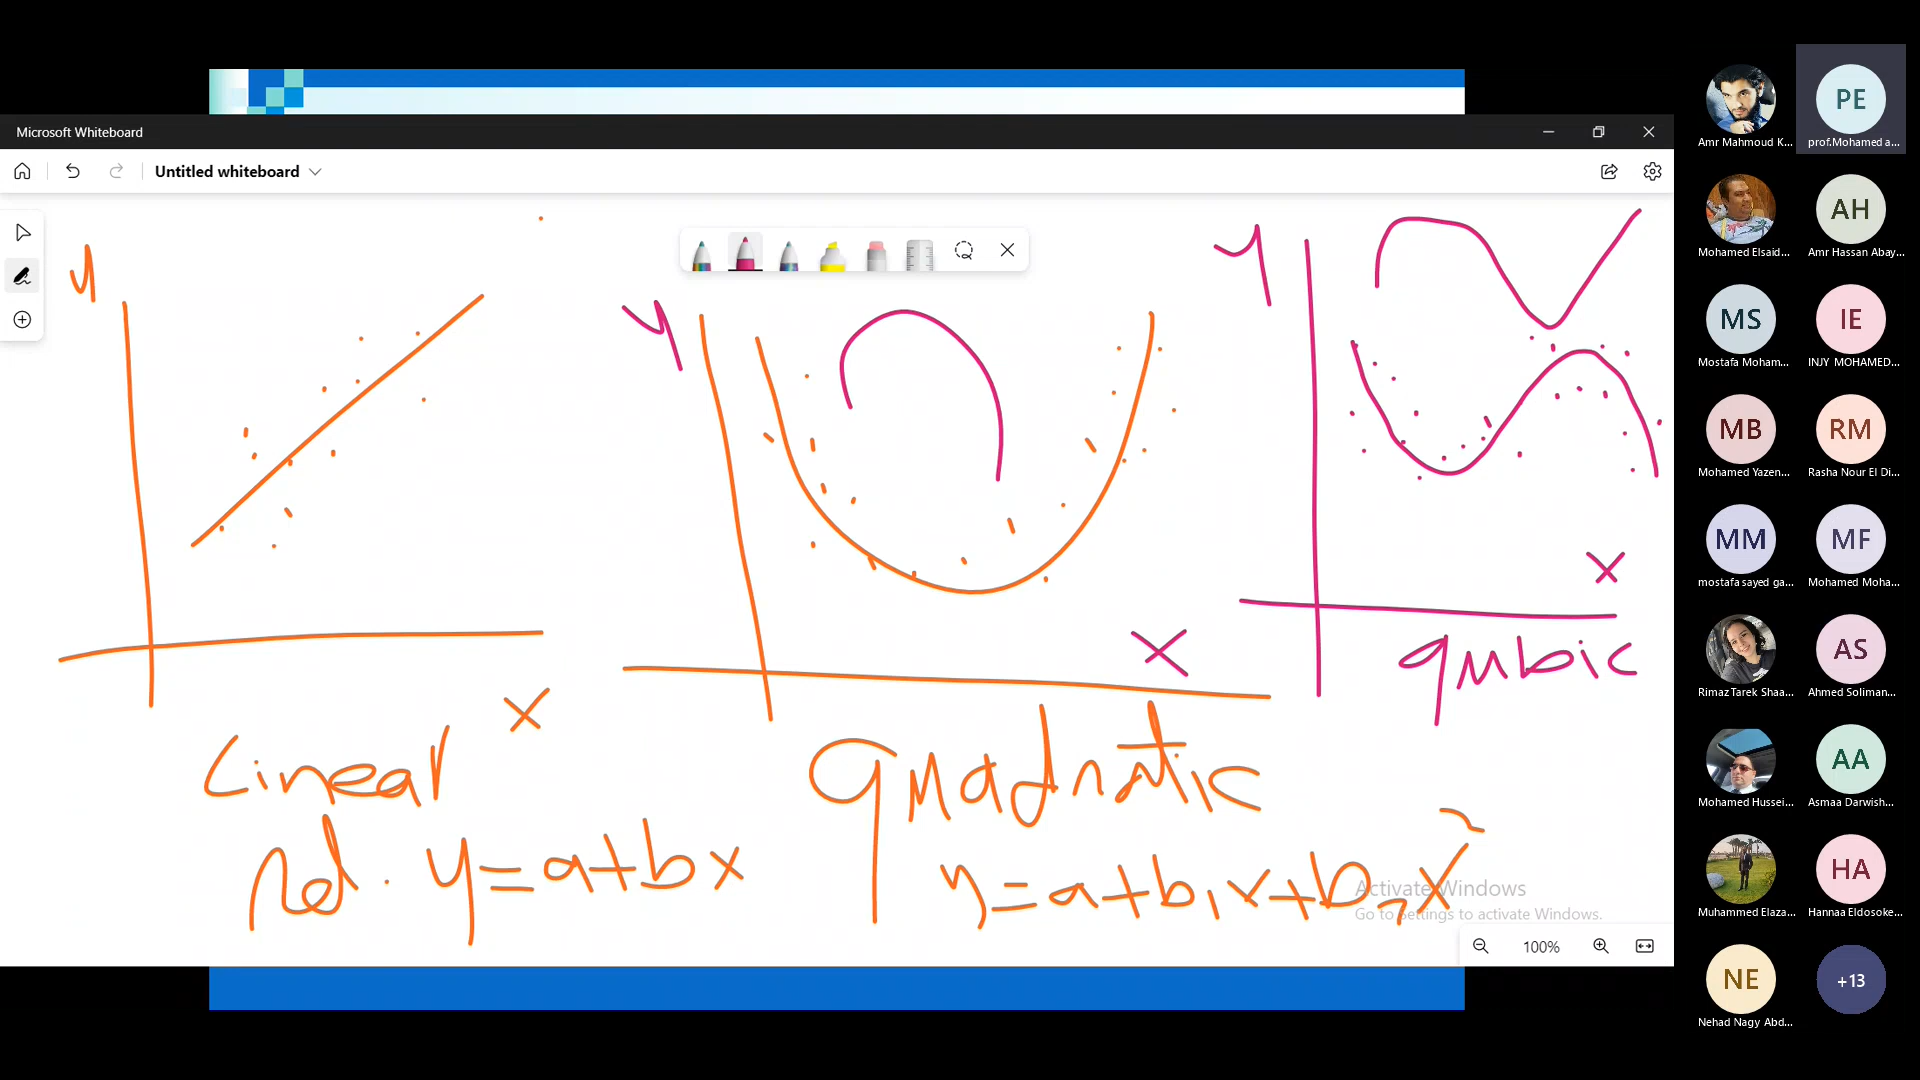 Microsoft Whiteboard
Untitled whiteboard
y
x
Linear
rel. y=a+bx
y
x
quadratic
y=a+b1x+b2x2
y
x
qubic
Activate Windows
Go to Settings to activate Windows.
100%
Amr Mahmoud K...
PE
prof.Mohamed a...
Mohamed Elsaid...
AH
Amr Hassan Abay...
MS
Mostafa Moham...
IE
INJY MOHAMED...
MB
Mohamed Yazen...
RM
Rasha Nour El Di...
MM
mostafa sayed ga...
MF
Mohamed Moha...
Rimaz Tarek Shaa...
AS
Ahmed Soliman...
Mohamed Hussei...
AA
Asmaa Darwish...
Muhammed Elaza...
HA
Hannaa Eldosoke...
NE
Nehad Nagy Abd...
+13